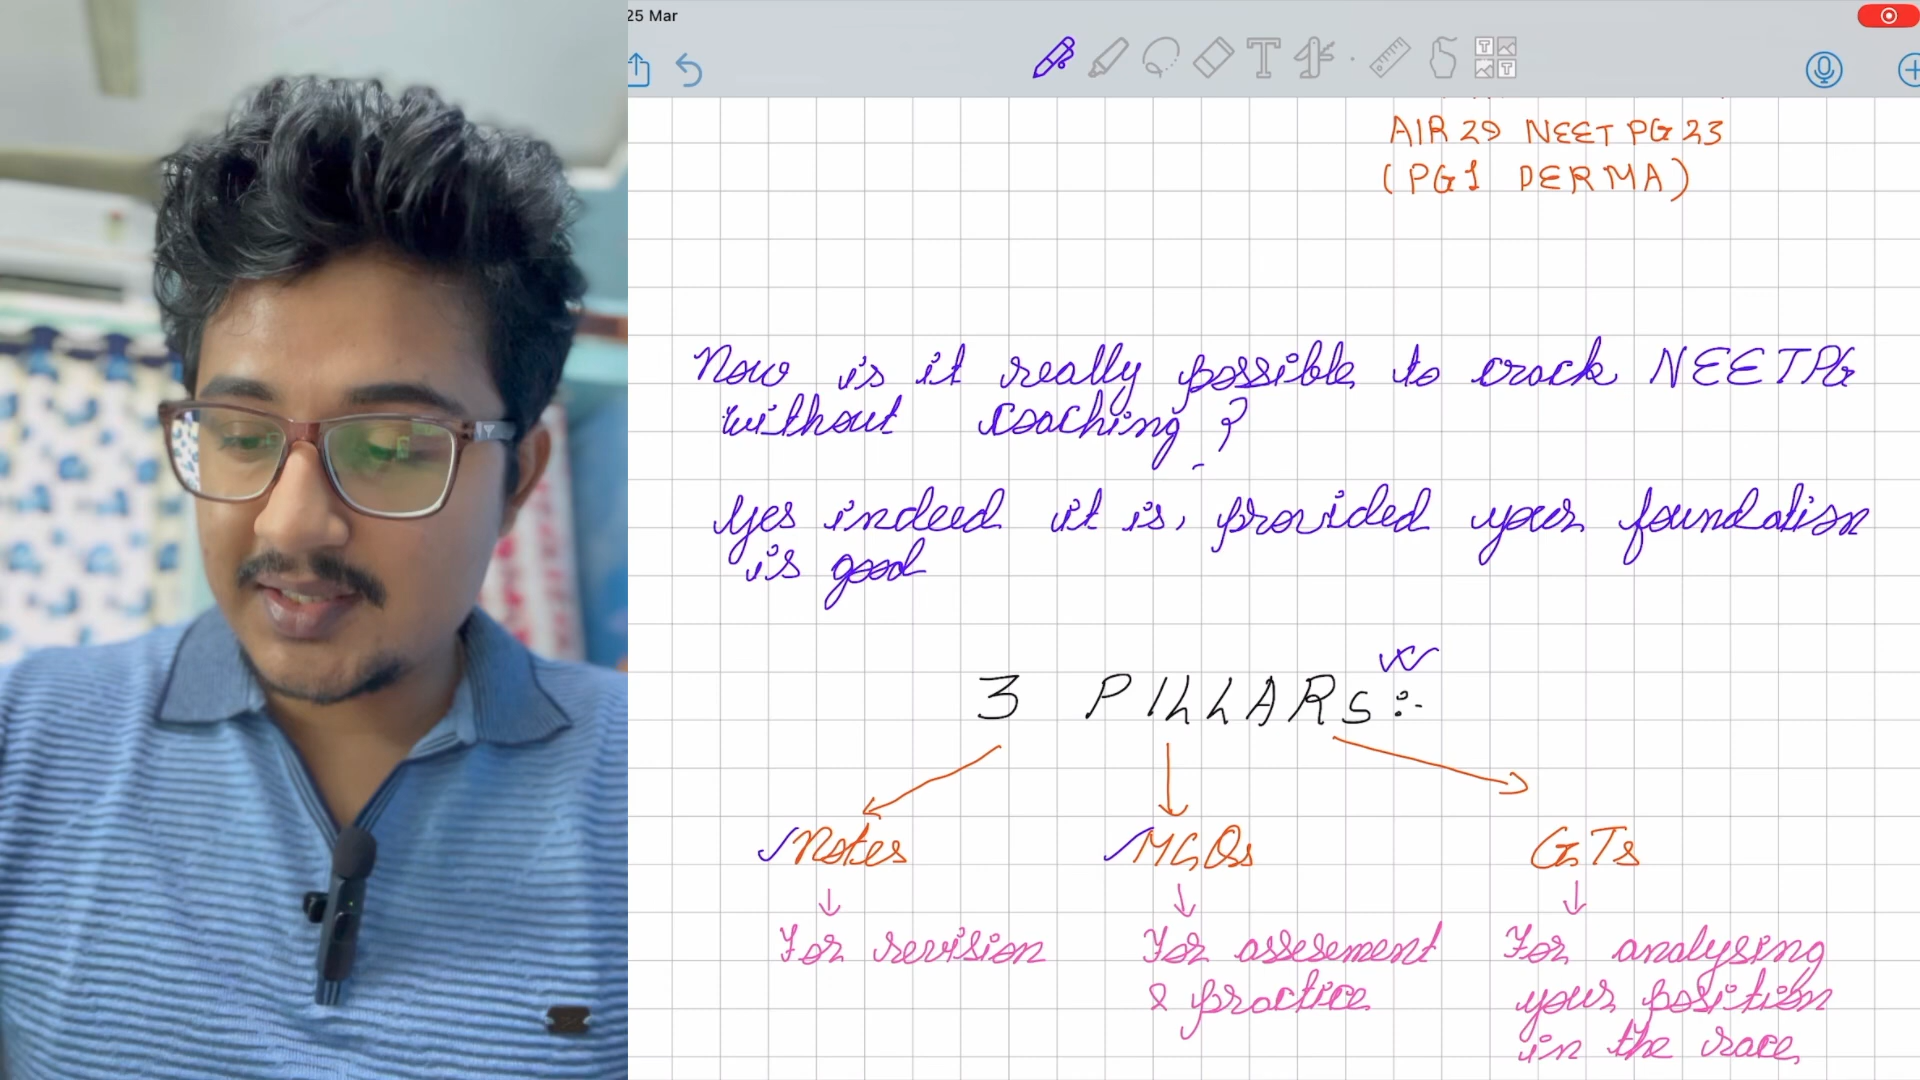 25 Mar
AIR 29 NEET PG 23
(PG1 DERMA)
Now is it really possible to crack NEETPG
without coaching?
Yes indeed it is, provided your foundation
is good
3 PILLARS :-
Notes MCQs GTs
For revision For assesement For analysing
& practice your position
in the race